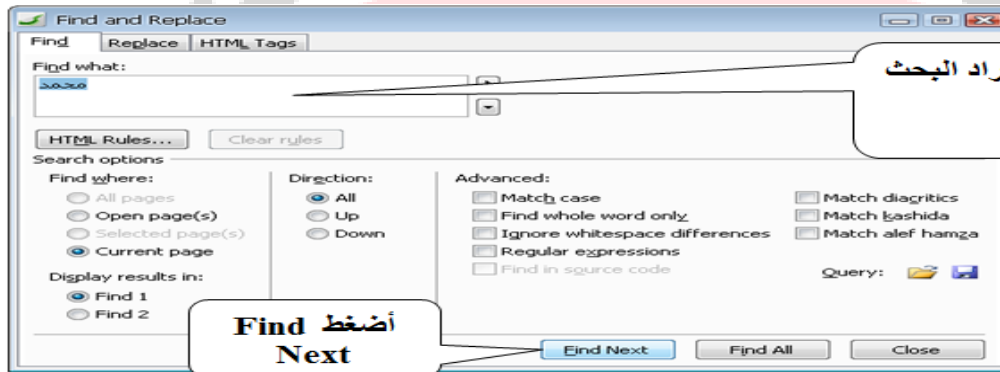 Find and Replace
Find Replace HTML Tags
Find what:
محمد
راد البحث
HTML Rules... Clear rules
Search options
Find where: Direction: Advanced:
All pages All Match case Match diacritics
Open page(s) Up Find whole word only Match kashida
Selected page(s) Down Ignore whitespace differences Match alef hamza
Current page Regular expressions
Find in source code
Display results in: Query:
Find 1
Find 2
أضغط Find
Next
Find Next Find All Close